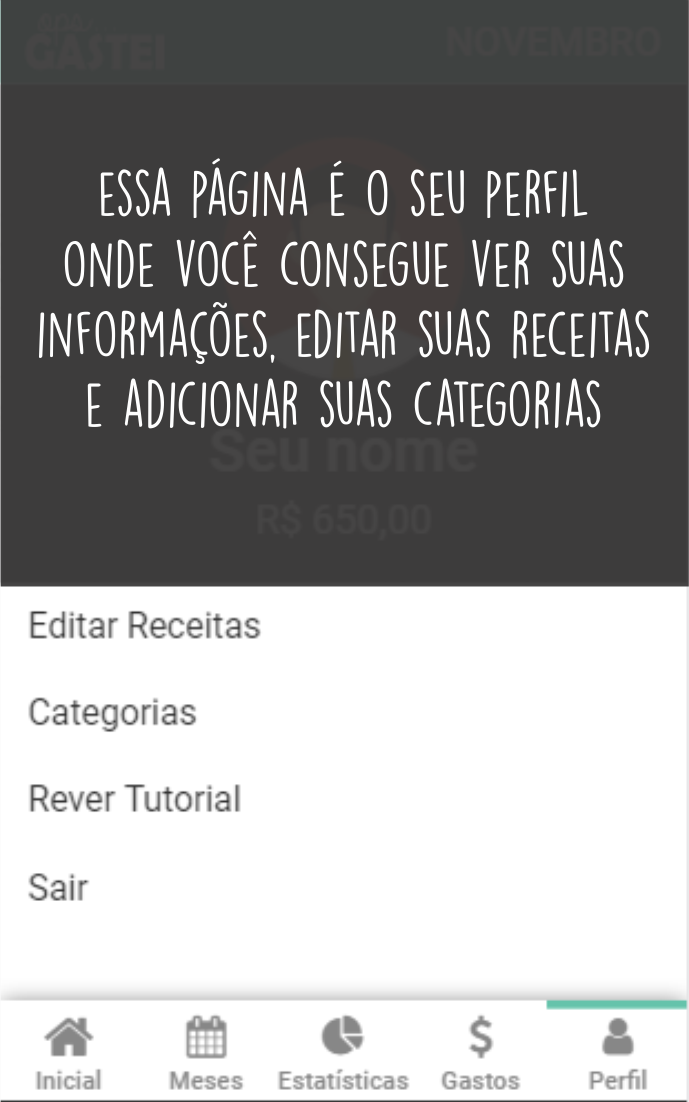 GASTEI
NOVEMBRO
ESSA PÁGINA É O SEU PERFIL
ONDE VOCÊ CONSEGUE VER SUAS
INFORMAÇÕES, EDITAR SUAS RECEITAS
E ADICIONAR SUAS CATEGORIAS
Seu nome
R$ 650,00
Editar Receitas
Categorias
Rever Tutorial
Sair
Inicial
Meses
Estatísticas
Gastos
Perfil